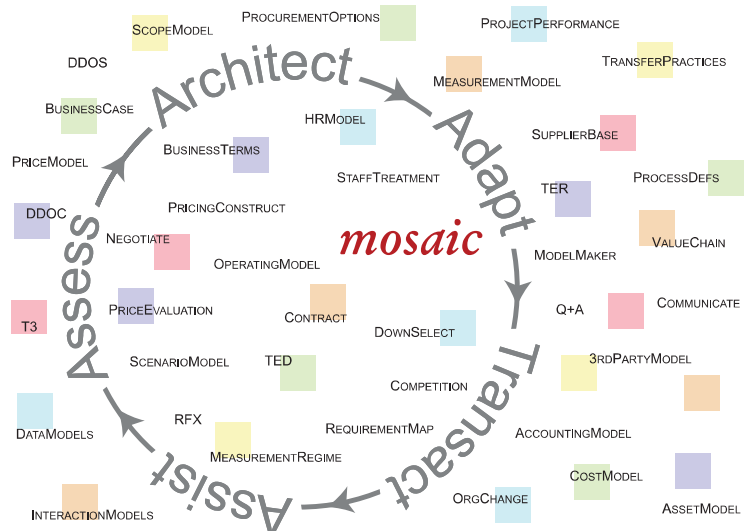 PROCUREMENTOPTIONS
SCOPEMODEL
PROJECTPERFORMANCE
DDOS
Architect
TRANSFERPRACTICES
MEASUREMENTMODEL
BUSINESSCASE
HRMODEL
Adapt
BUSINESSTERMS
SUPPLIERBASE
PRICEMODEL
STAFFTREATMENT
TER
PROCESSDEFS
DDOC
PRICINGCONSTRUCT
NEGOTIATE
mosaic
VALUECHAIN
OPERATINGMODEL
MODELMAKER
Assess
PRICEEVALUATION
CONTRACT
Q+A
COMMUNICATE
T3
DOWNSELECT
SCENARIOMODEL
TED
3RDPARTYMODEL
COMPETITION
Transact
RFX
REQUIREMENTMAP
DATAMODELS
ACCOUNTINGMODEL
MEASUREMENTREGIME
Assist
COSTMODEL
ORGCHANGE
ASSETMODEL
INTERACTIONMODELS